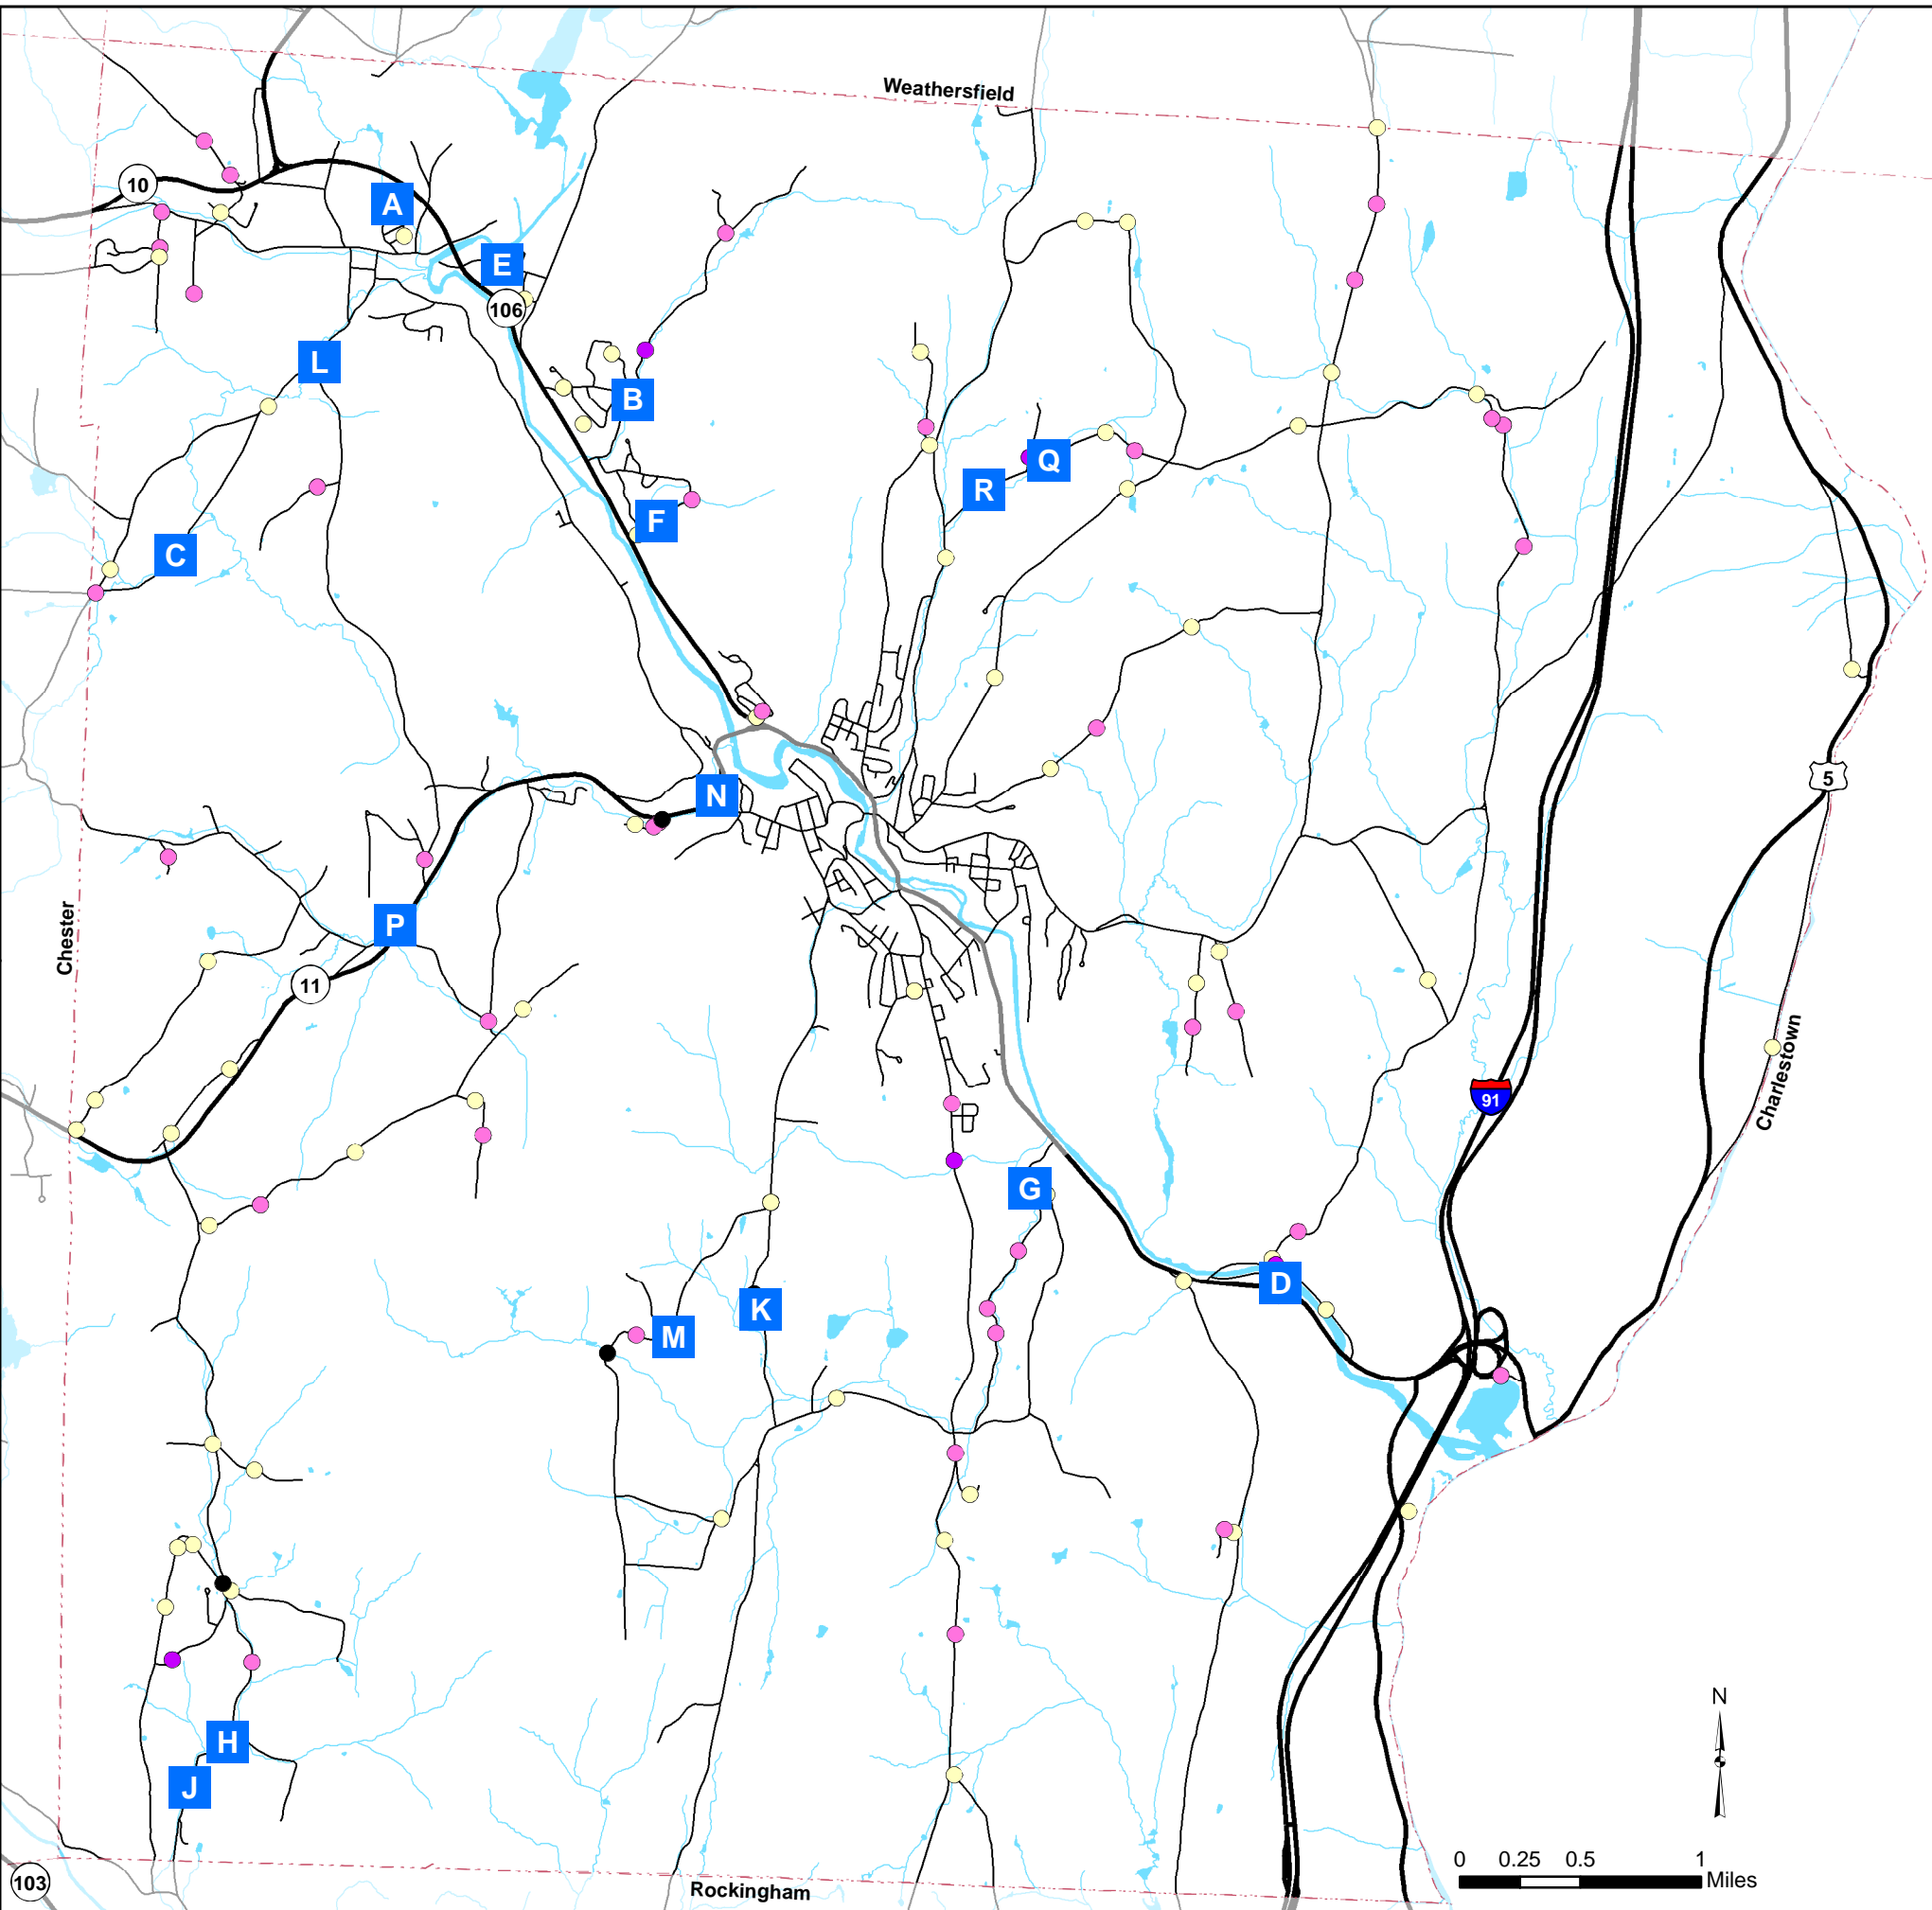 Weathersfield
10
A
E
106
L
B
Q
R
F
C
5
N
P
Chester
11
Charlestown
91
G
D
K
M
N
H
J
0 0.25 0.5 1
Miles
103
Rockingham